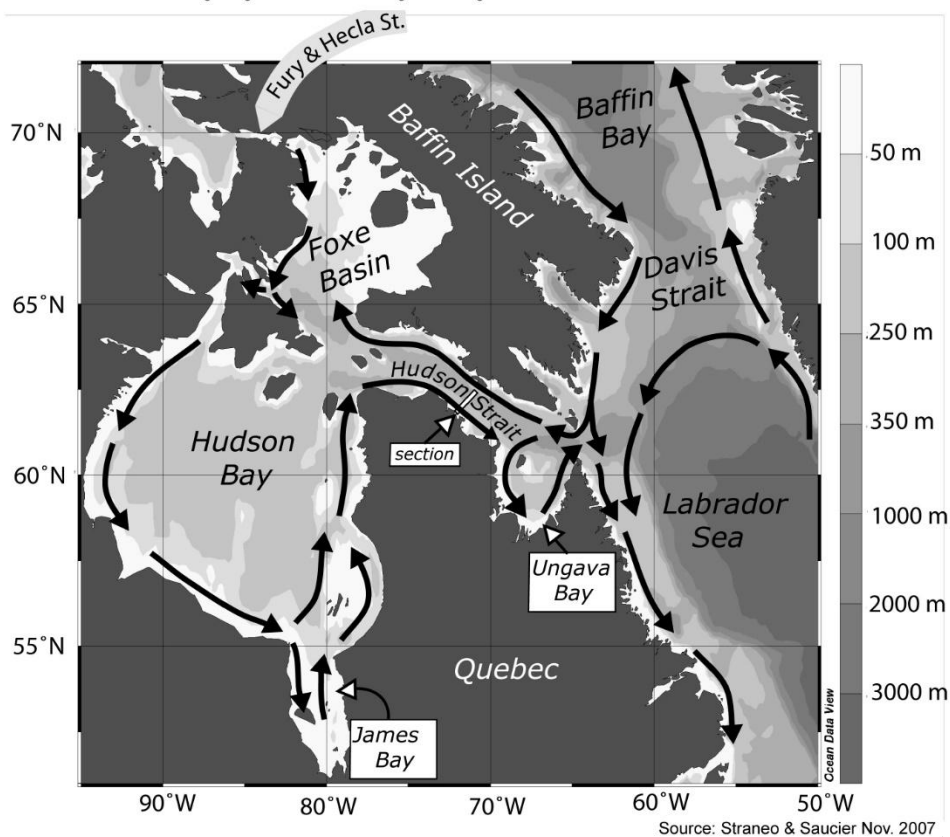 Fury & Hecla St.
70°N
65°N
60°N
55°N
Baffin
Bay
Baffin Island
Foxe
Basin
Davis
Strait
Hudson Strait
section
Hudson
Bay
Labrador
Sea
Ungava
Bay
Quebec
James
Bay
Ocean Data View
50 m
100 m
250 m
350 m
1000 m
2000 m
3000 m
90°W
80°W
70°W
60°W
50°W
Source: Straneo & Saucier Nov. 2007